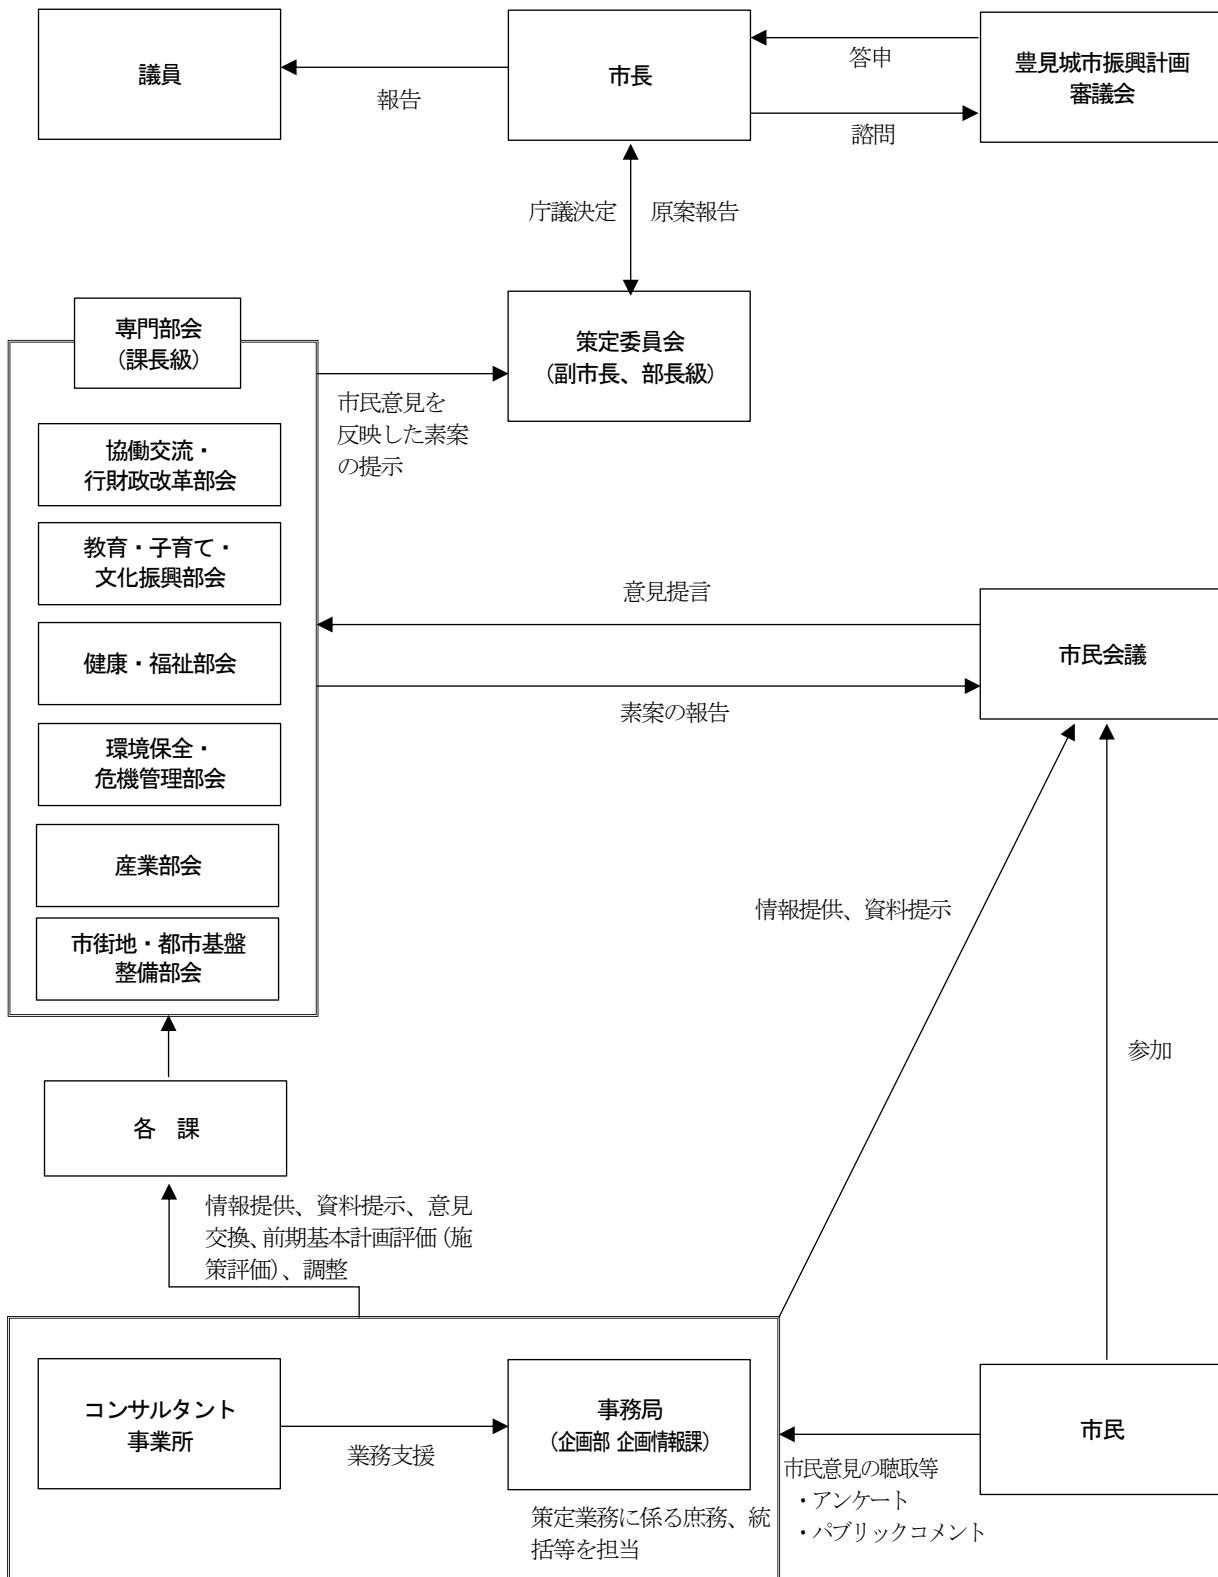 議員
報告
市長
答申
諮問
豊見城市振興計画
審議会
庁議決定
原案報告
専門部会
(課長級)
市民意見を
反映した素案
の提示
策定委員会
(副市長、部長級)
協働交流・
行財政改革部会
教育・子育て・
文化振興部会
健康・福祉部会
環境保全・
危機管理部会
産業部会
市街地・都市基盤
整備部会
意見提言
素案の報告
市民会議
情報提供、資料提示
参加
各　課
情報提供、資料提示、意見
交換、前期基本計画評価(施
策評価)、調整
コンサルタント
事業所
業務支援
事務局
(企画部 企画情報課)
策定業務に係る庶務、統
括等を担当
市民
市民意見の聴取等
・アンケート
・パブリックコメント